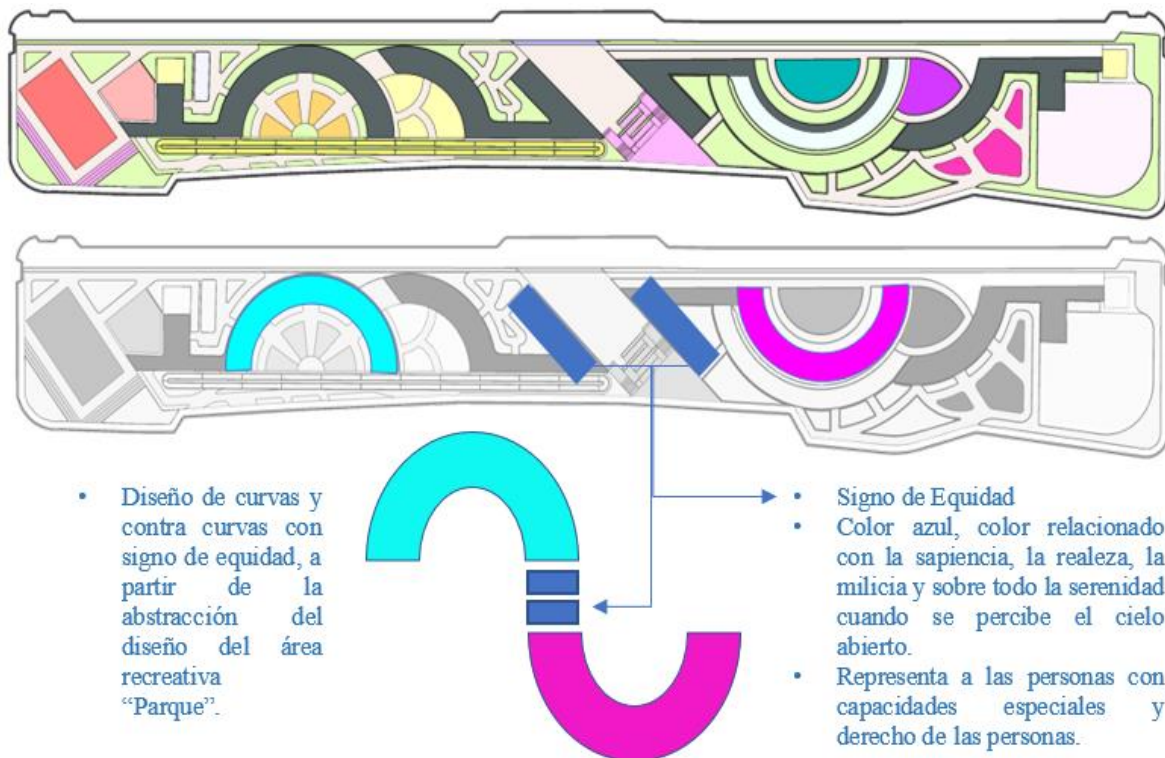 • Diseño de curvas y
contra curvas con
signo de equidad, a
partir de la
abstracción del
diseño del área
recreativa
“Parque”.
• Signo de Equidad
• Color azul, color relacionado
con la sapiencia, la realeza, la
milicia y sobre todo la serenidad
cuando se percibe el cielo
abierto.
• Representa a las personas con
capacidades especiales y
derecho de las personas.